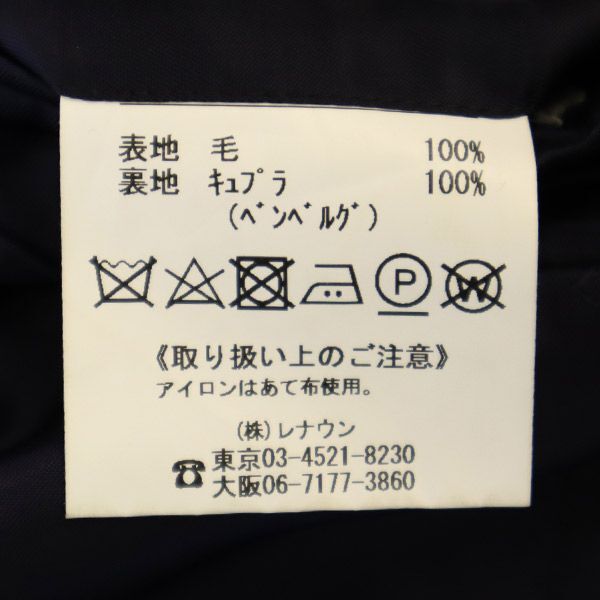 表地 毛 100%
裏地 ｷｭﾌﾟﾗ 100%
(ﾍﾞﾝﾍﾞﾙｸﾞ)
P W
《取り扱い上のご注意》
アイロンはあて布使用。
(株)レナウン
☎東京03-4521-8230
大阪06-7177-3860